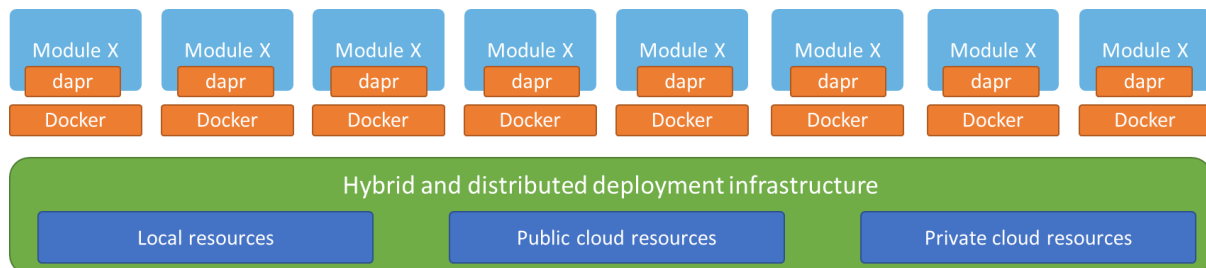 Module X Module X Module X Module X Module X Module X Module X Module X
dapr dapr dapr dapr dapr dapr dapr dapr
Docker Docker Docker Docker Docker Docker Docker Docker
Hybrid and distributed deployment infrastructure
Local resources Public cloud resources Private cloud resources